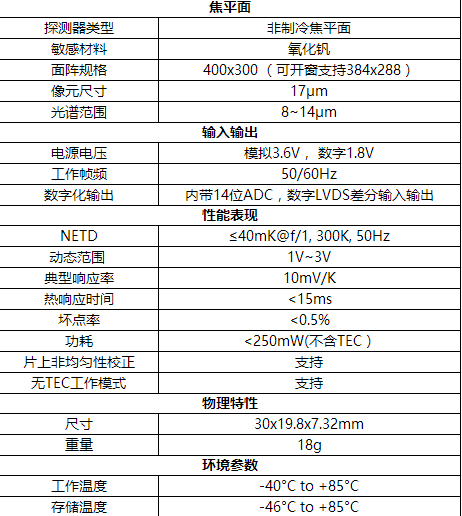 焦平面
探测器类型 非制冷焦平面
敏感材料 氧化钒
面阵规格 400x300（可开窗支持384x288）
像元尺寸 17μm
光谱范围 8~14μm
输入输出
电源电压 模拟3.6V，数字1.8V
工作帧频 50/60Hz
数字化输出 内带14位ADC，数字LVDS差分输入输出
性能表现
NETD ≤40mK@f/1, 300K, 50Hz
动态范围 1V~3V
典型响应率 10mV/K
热响应时间 <15ms
坏点率 <0.5%
功耗 <250mW(不含TEC）
片上非均匀性校正 支持
无TEC工作模式 支持
物理特性
尺寸 30x19.8x7.32mm
重量 18g
环境参数
工作温度 -40°C to +85°C
存储温度 -46°C to +85°C